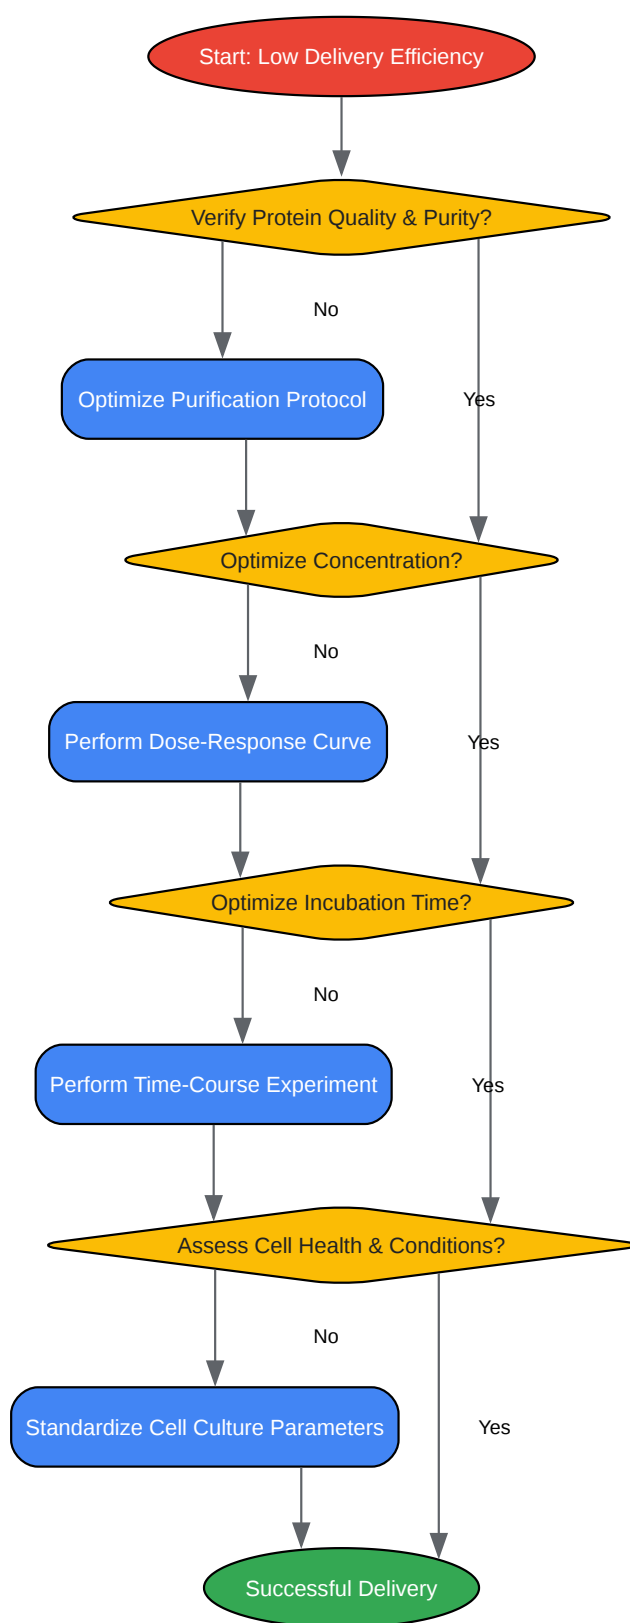 Start: Low Delivery Efficiency
Verify Protein Quality & Purity?
No
Optimize Purification Protocol
Yes
Optimize Concentration?
No
Perform Dose-Response Curve
Yes
Optimize Incubation Time?
No
Perform Time-Course Experiment
Yes
Assess Cell Health & Conditions?
No
Standardize Cell Culture Parameters
Yes
Successful Delivery